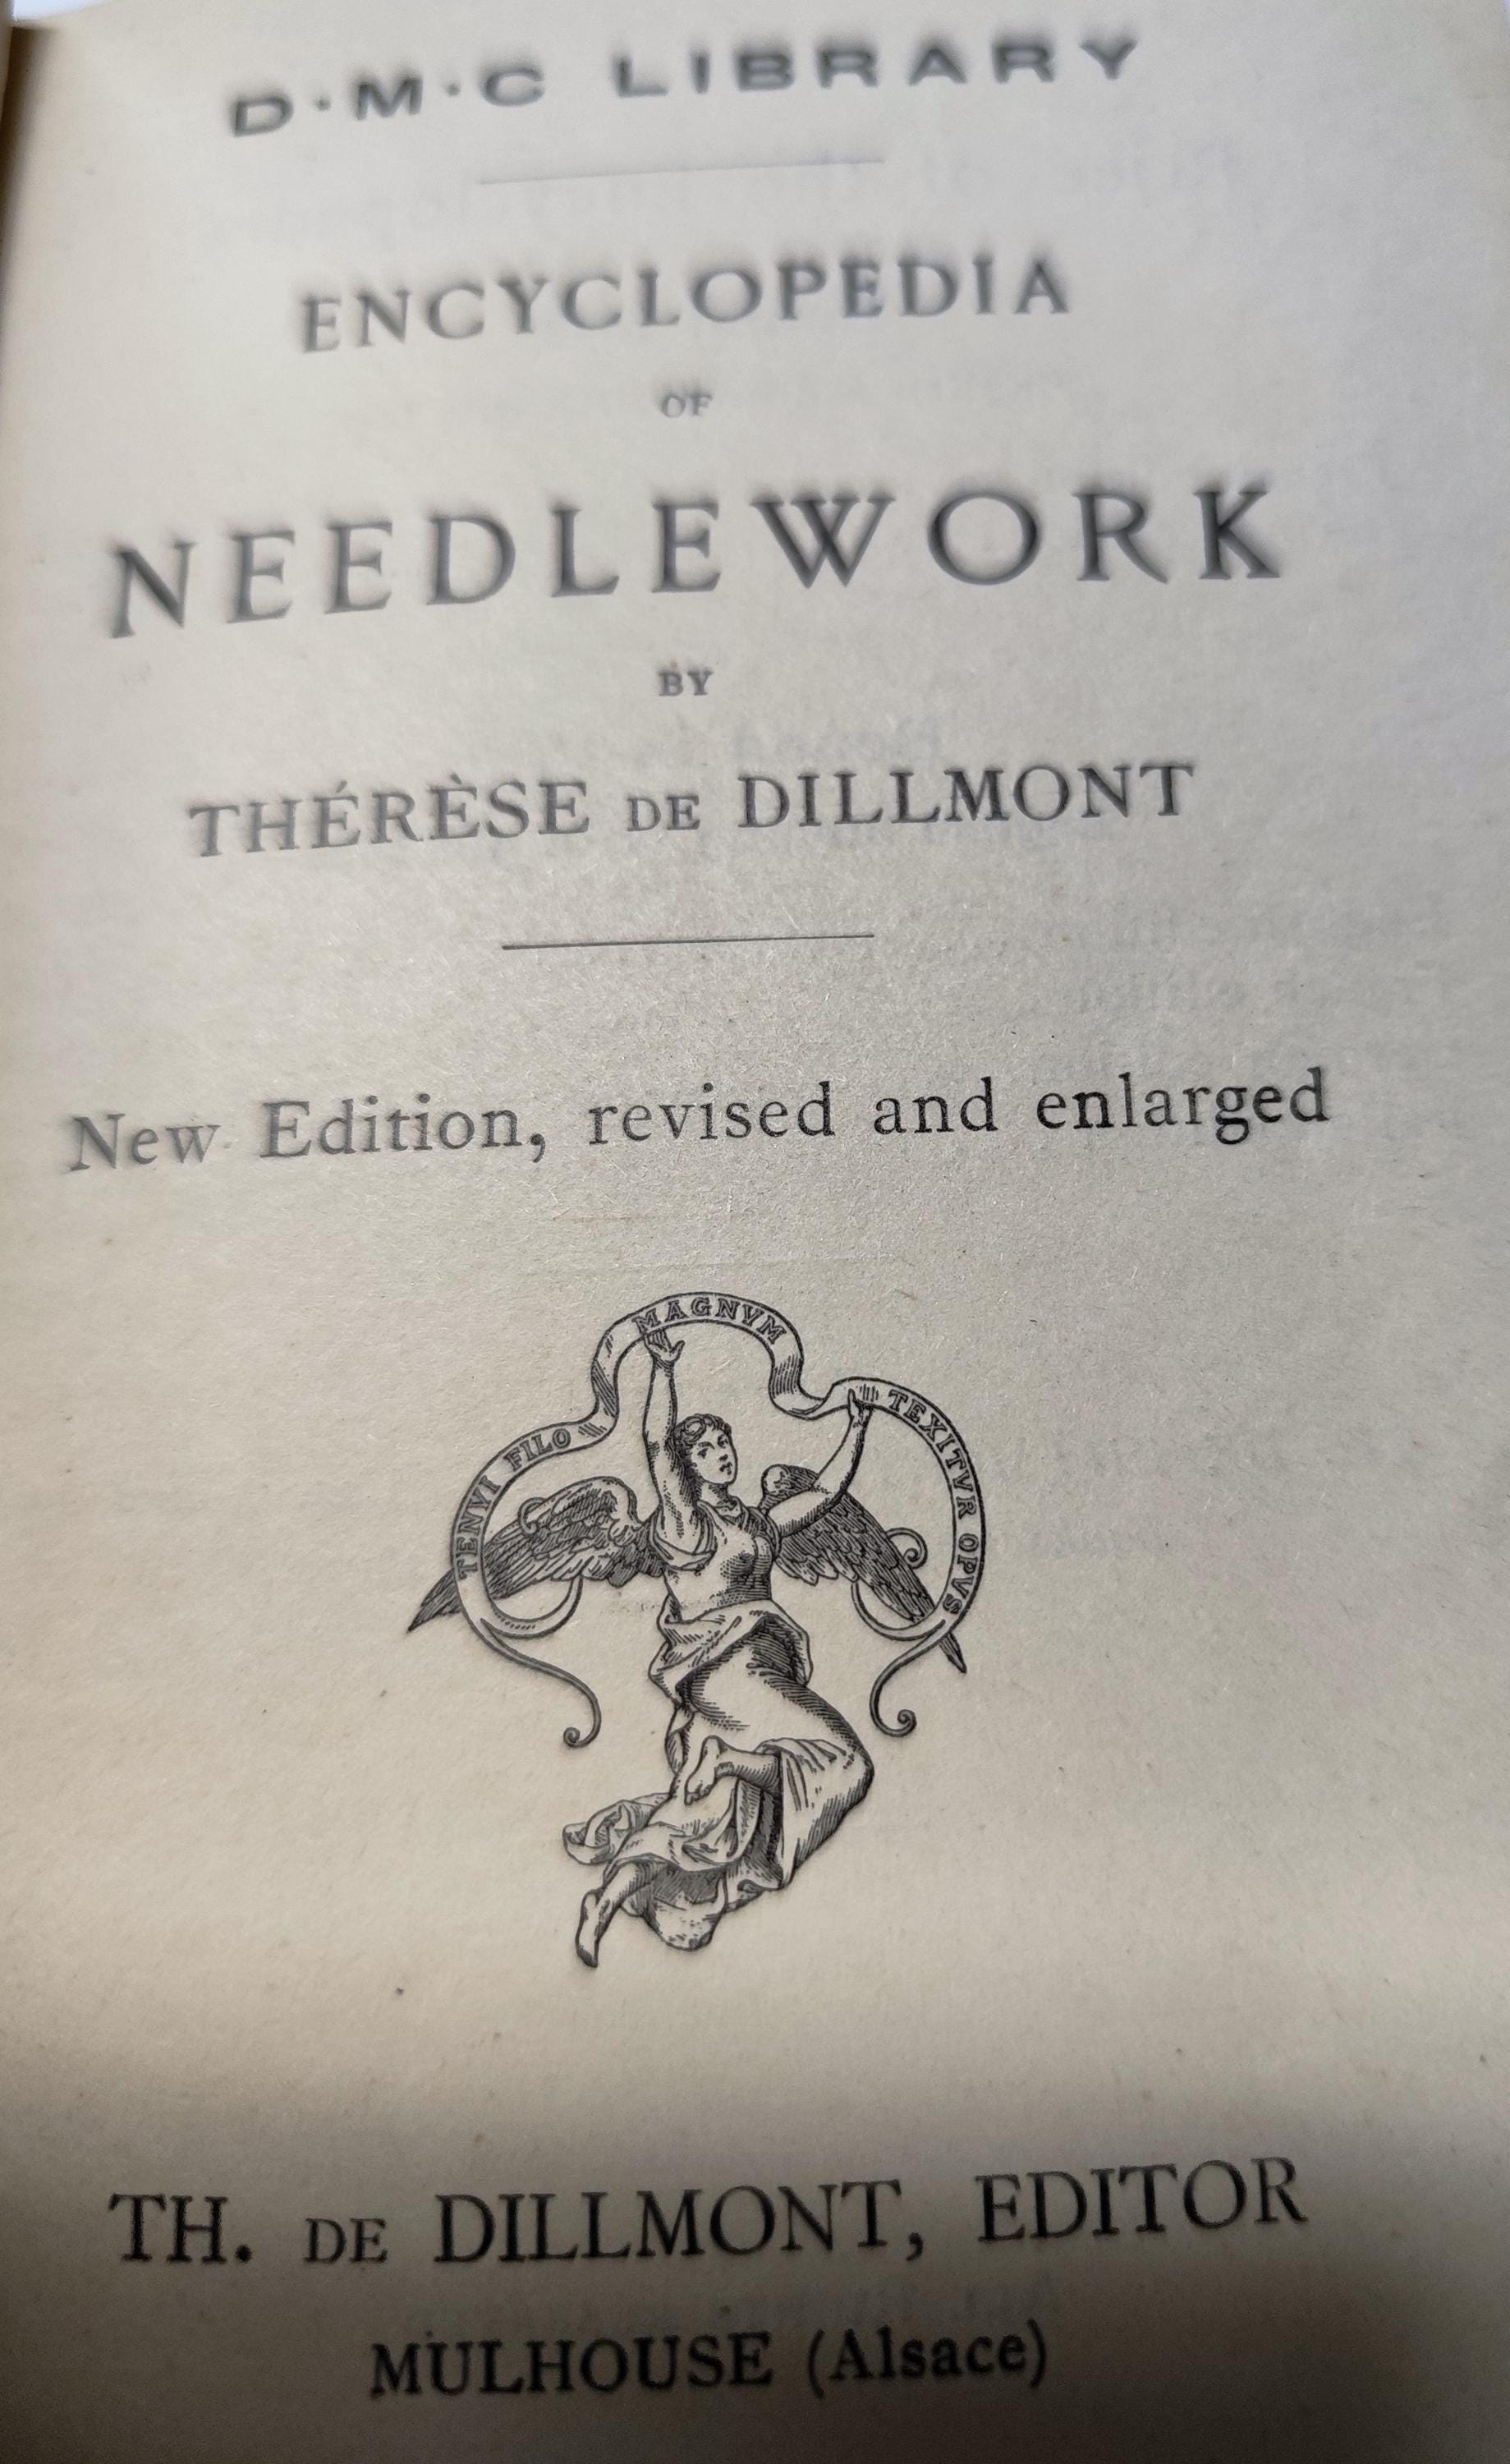 D·M·C LIBRARY
ENCYCLOPEDIA
OF
NEEDLEWORK
BY
THÉRÈSE DE DILLMONT
New Edition, revised and enlarged
TENVI FILO MAGNVM TEXITVR OPVS
TH. DE DILLMONT, EDITOR
MULHOUSE (Alsace)